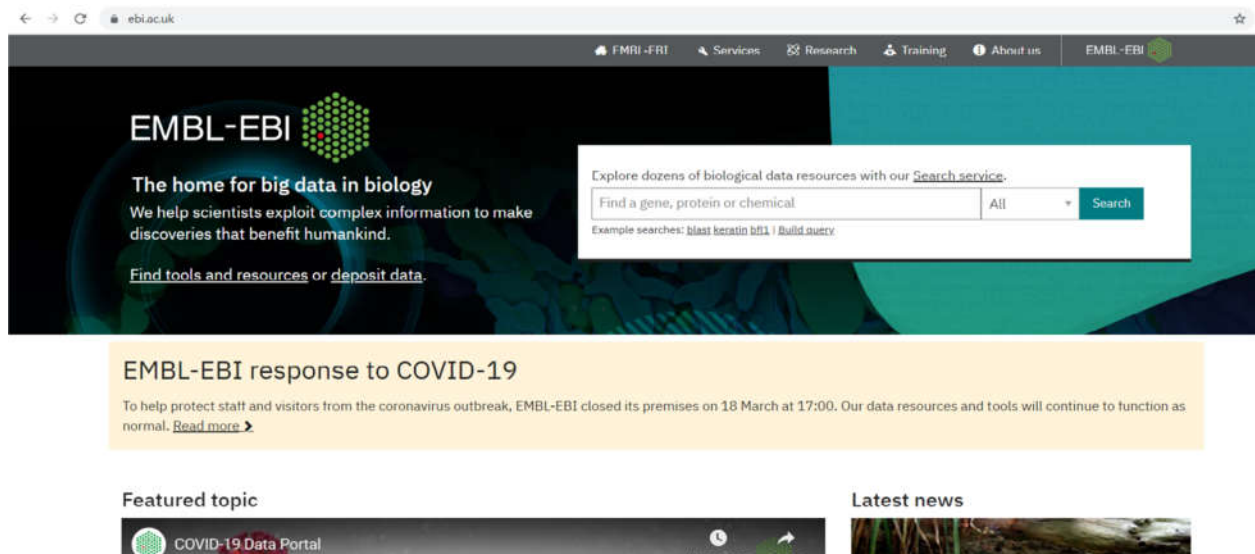 ebi.ac.uk
EMBL-EBI Services Research Training About us EMBL-EBI
EMBL-EBI
The home for big data in biology
We help scientists exploit complex information to make
discoveries that benefit humankind.
Find tools and resources or deposit data.
Explore dozens of biological data resources with our Search service.
Find a gene, protein or chemical All Search
Example searches: blast keratin bfl1 | Build query
EMBL-EBI response to COVID-19
To help protect staff and visitors from the coronavirus outbreak, EMBL-EBI closed its premises on 18 March at 17:00. Our data resources and tools will continue to function as
normal. Read more
Featured topic
COVID-19 Data Portal
Latest news